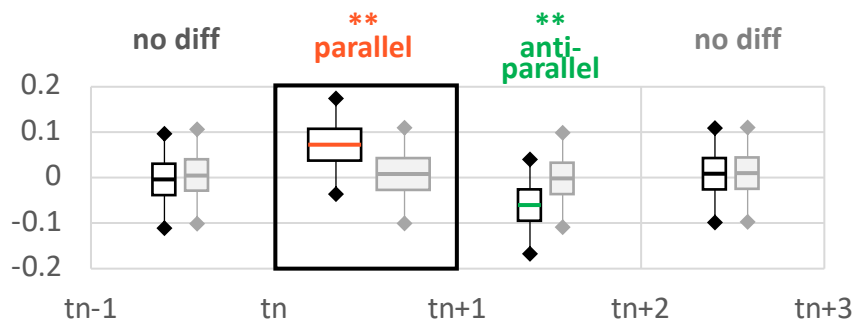 ** **
no diff parallel anti- no diff
parallel
0.2
0.1
0
-0.1
-0.2
tn-1 tn tn+1 tn+2 tn+3